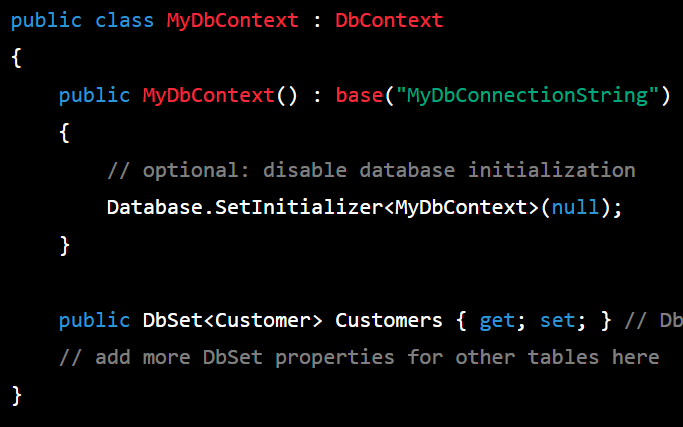 public class MyDbContext : DbContext
{
    public MyDbContext() : base("MyDbConnectionString")
    {
        // optional: disable database initialization
        Database.SetInitializer<MyDbContext>(null);
    }
    public DbSet<Customer> Customers { get; set; } // Db
    // add more DbSet properties for other tables here
}